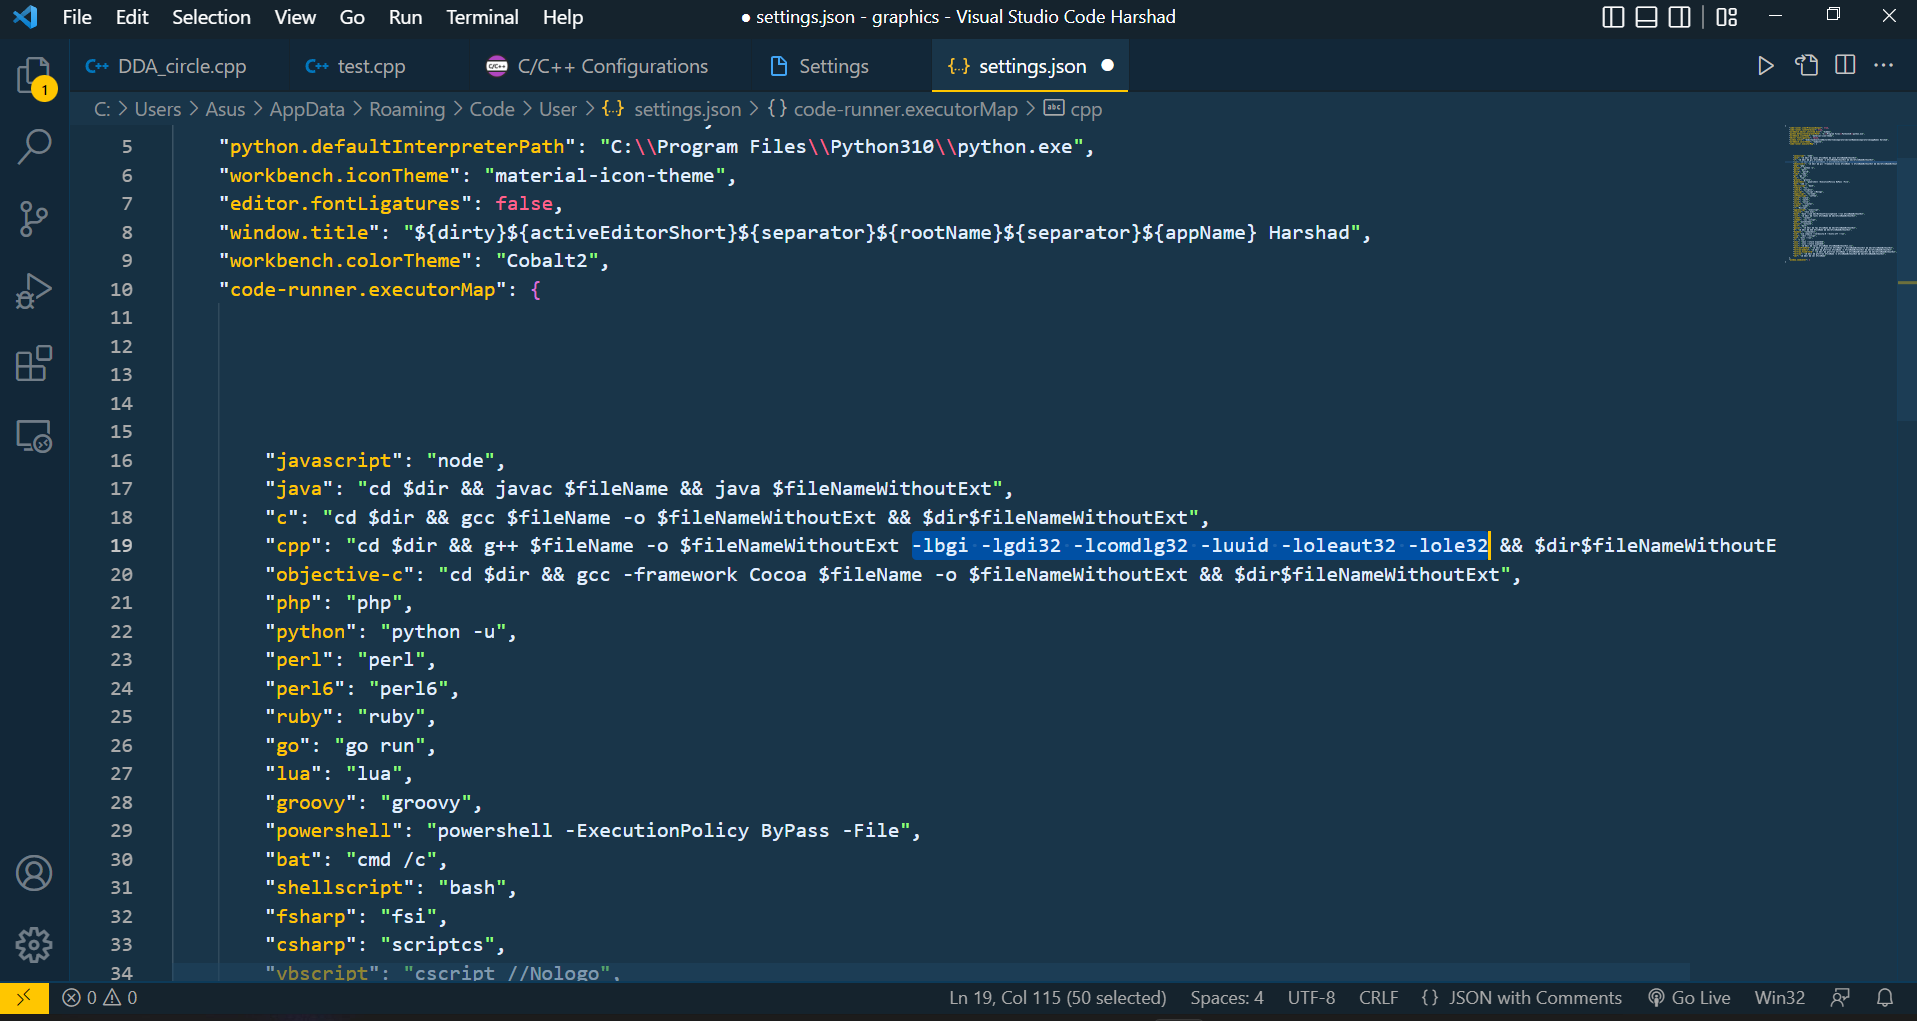 File Edit Selection View Go Run Terminal Help
● settings.json - graphics - Visual Studio Code Harshad
C++ DDA_circle.cpp
C++ test.cpp
C/C++ C/C++ Configurations
Settings
{..} settings.json ●
1
C: > Users > Asus > AppData > Roaming > Code > User > {..} settings.json > {} code-runner.executorMap > abc cpp
5 "python.defaultInterpreterPath": "C:\\Program Files\\Python310\\python.exe",
6 "workbench.iconTheme": "material-icon-theme",
7 "editor.fontLigatures": false,
8 "window.title": "${dirty}${activeEditorShort}${separator}${rootName}${separator}${appName} Harshad",
9 "workbench.colorTheme": "Cobalt2",
10 "code-runner.executorMap": {
11
12
13
14
15
16 "javascript": "node",
17 "java": "cd $dir && javac $fileName && java $fileNameWithoutExt",
18 "c": "cd $dir && gcc $fileName -o $fileNameWithoutExt && $dir$fileNameWithoutExt",
19 "cpp": "cd $dir && g++ $fileName -o $fileNameWithoutExt -lbgi -lgdi32 -lcomdlg32 -luuid -loleaut32 -lole32 && $dir$fileNameWithoutE
20 "objective-c": "cd $dir && gcc -framework Cocoa $fileName -o $fileNameWithoutExt && $dir$fileNameWithoutExt",
21 "php": "php",
22 "python": "python -u",
23 "perl": "perl",
24 "perl6": "perl6",
25 "ruby": "ruby",
26 "go": "go run",
27 "lua": "lua",
28 "groovy": "groovy",
29 "powershell": "powershell -ExecutionPolicy ByPass -File",
30 "bat": "cmd /c",
31 "shellscript": "bash",
32 "fsharp": "fsi",
33 "csharp": "scriptcs",
34 "vbscript": "cscript //Nologo",
0 0 Ln 19, Col 115 (50 selected) Spaces: 4 UTF-8 CRLF {} JSON with Comments Go Live Win32